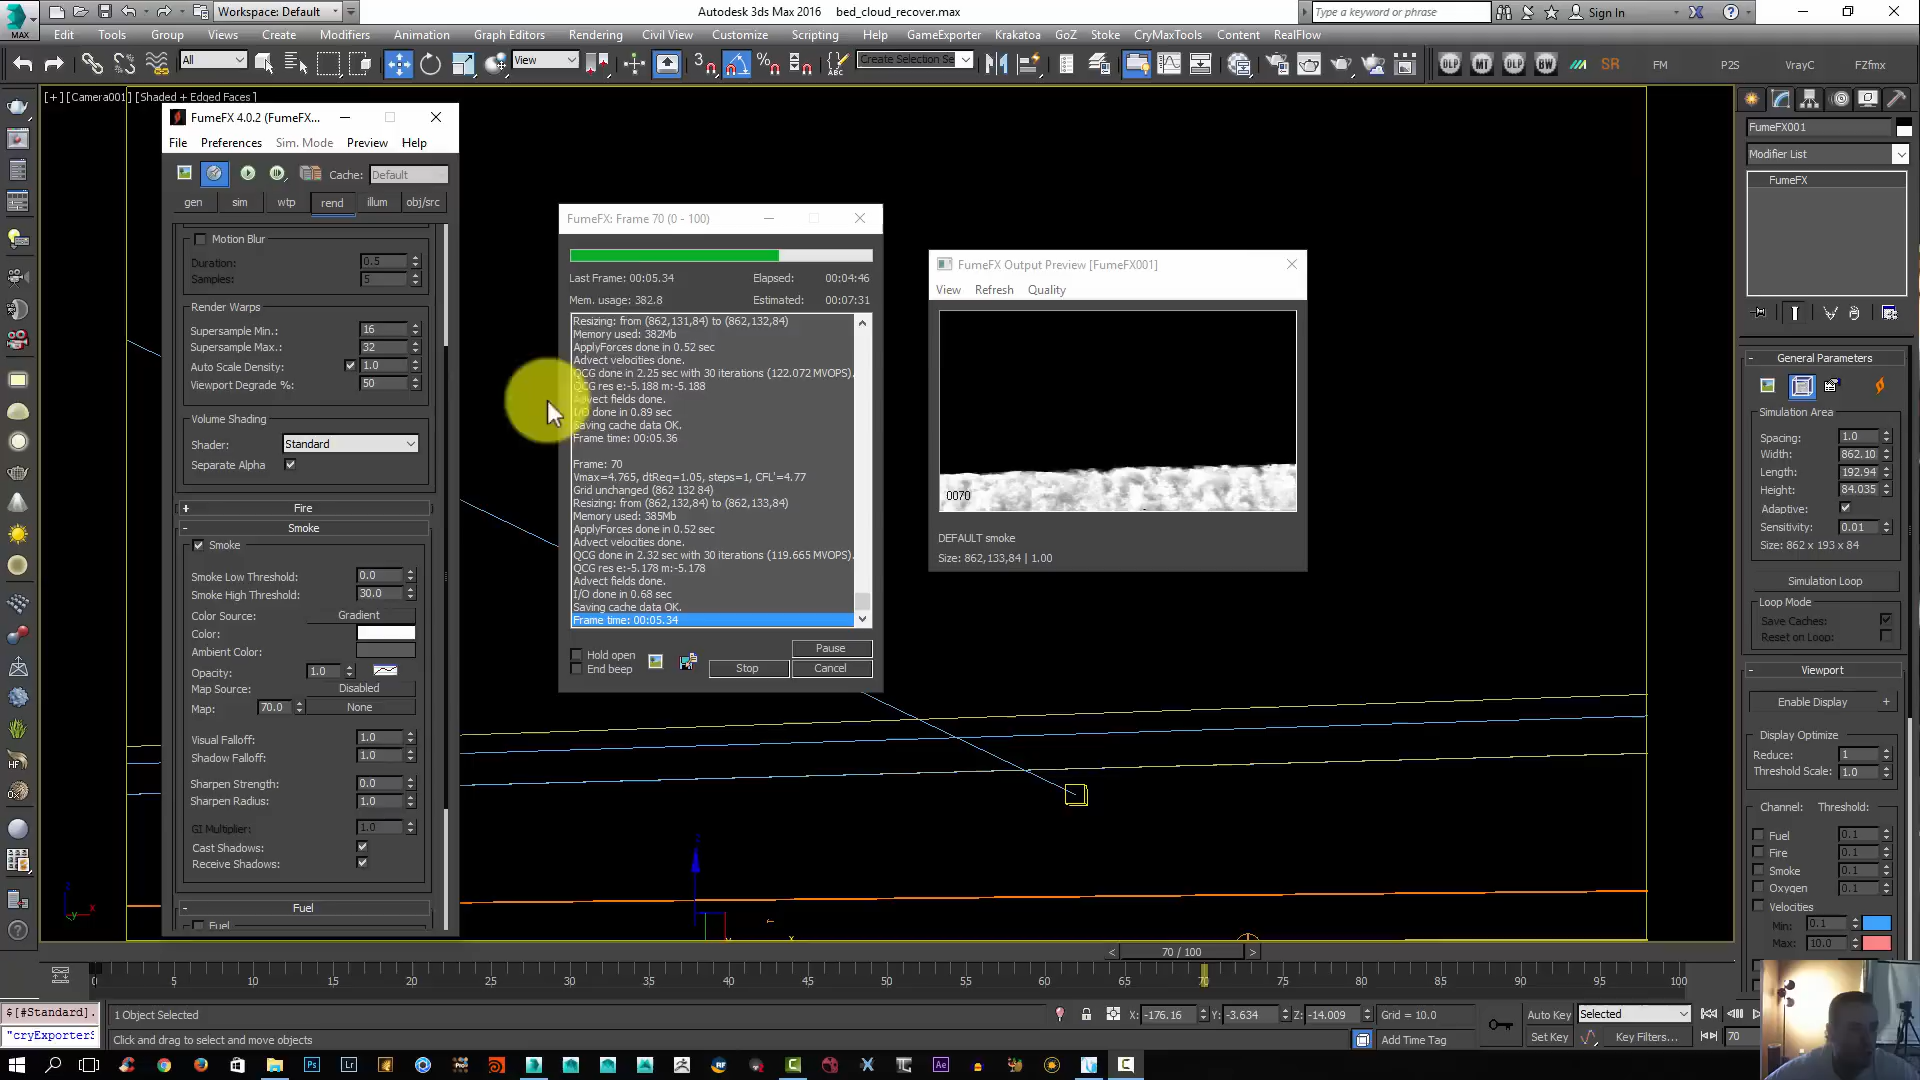 Workspace: Default
Autodesk 3ds Max 2016    bed_cloud_recover.max
Type a keyword or phrase
Sign In
MAX
Edit Tools Group Views Create Modifiers Animation Graph Editors Rendering Civil View Customize Scripting Help GameExporter Krakatoa GoZ Stoke CryMaxTools Content RealFlow
All
View
Create Selection Se
DLP MT DLP BW SR FM P2S VrayC FZfmx
[+] [Camera001] [Shaded + Edged Faces]
FumeFX 4.0.2 (FumeFX...
File Preferences Sim. Mode Preview Help
Cache: Default
gen sim wtp rend illum obj/src
Motion Blur
Duration: 0.5
Samples: 5
Render Warps
Supersample Min.: 16
Supersample Max.: 32
Auto Scale Density: 1.0
Viewport Degrade %: 50
Volume Shading
Shader: Standard
Separate Alpha
+ Fire
- Smoke
Smoke
Smoke Low Threshold: 0.0
Smoke High Threshold: 30.0
Color Source: Gradient
Color:
Ambient Color:
Opacity: 1.0
Map Source: Disabled
Map: 70.0 None
Visual Falloff: 1.0
Shadow Falloff: 1.0
Sharpen Strength: 0.0
Sharpen Radius: 1.0
GI Multiplier: 1.0
Cast Shadows:
Receive Shadows:
- Fuel
Fuel
FumeFX: Frame 70 (0 - 100)
Last Frame: 00:05.34 Elapsed: 00:04:46
Mem. usage: 382.8 Estimated: 00:07:31
Resizing: from (862,131,84) to (862,132,84)
Memory used: 382Mb
ApplyForces done in 0.52 sec
Advect velocities done.
QCG done in 2.25 sec with 30 iterations (122.072 MVOPS).
QCG res e:-5.188 m:-5.188
Advect fields done.
I/O done in 0.89 sec
Saving cache data OK.
Frame time: 00:05.36
Frame: 70
Vmax=4.765, dtReq=1.05, steps=1, CFL'=4.77
Grid unchanged (862 132 84)
Resizing: from (862,132,84) to (862,133,84)
Memory used: 385Mb
ApplyForces done in 0.52 sec
Advect velocities done.
QCG done in 2.32 sec with 30 iterations (119.665 MVOPS).
QCG res e:-5.178 m:-5.178
Advect fields done.
I/O done in 0.68 sec
Saving cache data OK.
Frame time: 00:05.34
Hold open
End beep
Pause
Stop Cancel
FumeFX Output Preview [FumeFX001]
View Refresh Quality
0070
DEFAULT smoke
Size: 862,133,84 | 1.00
FumeFX001
Modifier List
FumeFX
- General Parameters
Simulation Area
Spacing: 1.0
Width: 862.10
Length: 192.94
Height: 84.035
Adaptive:
Sensitivity: 0.01
Size: 862 x 193 x 84
Simulation Loop
Loop Mode
Save Caches:
Reset on Loop:
- Viewport
Enable Display +
Display Optimize
Reduce: 1
Threshold Scale: 1.0
Channel: Threshold:
Fuel 0.1
Fire 0.1
Smoke 0.1
Oxygen 0.1
Velocities
Min: 0.1
Max: 10.0
z
x
y
z
< 70 / 100 >
0 5 10 15 20 25 30 35 40 45 50 55 60 65 70 75 80 85 90 95 100
$[#Standard].
"cryExporterS
1 Object Selected
Click and drag to select and move objects
X: -176.16 Y: -3.634 Z: -14.009 Grid = 10.0
Add Time Tag
Auto Key Selected
Set Key Key Filters... 70